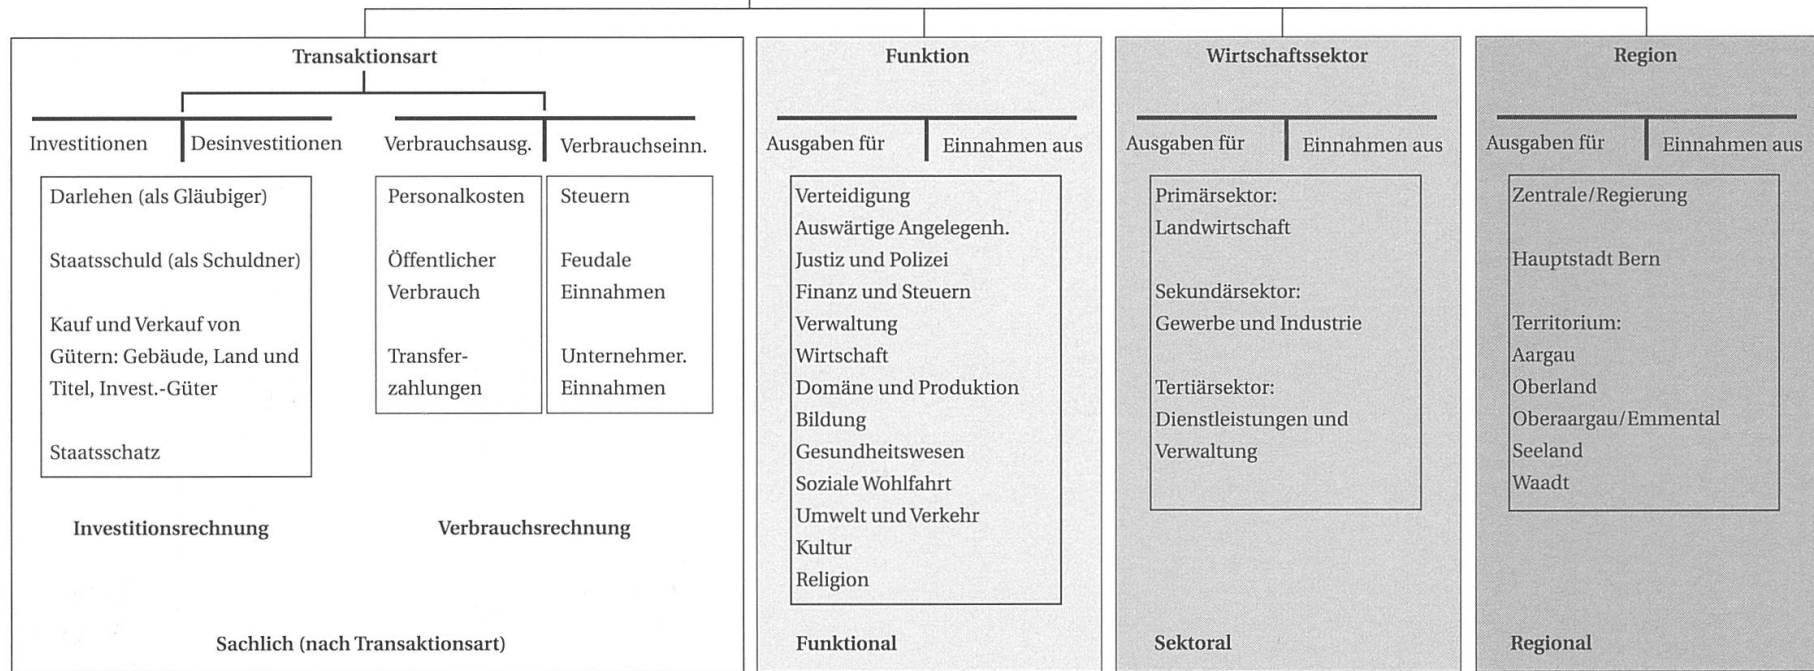 Transaktionsart
Investitionen
Desinvestitionen
Darlehen (als Gläubiger)
Staatsschuld (als Schuldner)
Kauf und Verkauf von
Gütern: Gebäude, Land und
Titel, Invest.-Güter
Staatsschatz
Investitionsrechnung
Verbrauchsausg.
Verbrauchseinn.
Personalkosten
Öffentlicher
Verbrauch
Transfer-
zahlungen
Steuern
Feudale
Einnahmen
Unternehmer.
Einnahmen
Verbrauchsrechnung
Sachlich (nach Transaktionsart)
Funktion
Ausgaben für
Einnahmen aus
Verteidigung
Auswärtige Angelegenh.
Justiz und Polizei
Finanz und Steuern
Verwaltung
Wirtschaft
Domäne und Produktion
Bildung
Gesundheitswesen
Soziale Wohlfahrt
Umwelt und Verkehr
Kultur
Religion
Funktional
Wirtschaftssektor
Ausgaben für
Einnahmen aus
Primärsektor:
Landwirtschaft
Sekundärsektor:
Gewerbe und Industrie
Tertiärsektor:
Dienstleistungen und
Verwaltung
Sektoral
Region
Ausgaben für
Einnahmen aus
Zentrale/Regierung
Hauptstadt Bern
Territorium:
Aargau
Oberland
Oberaargau/Emmental
Seeland
Waadt
Regional